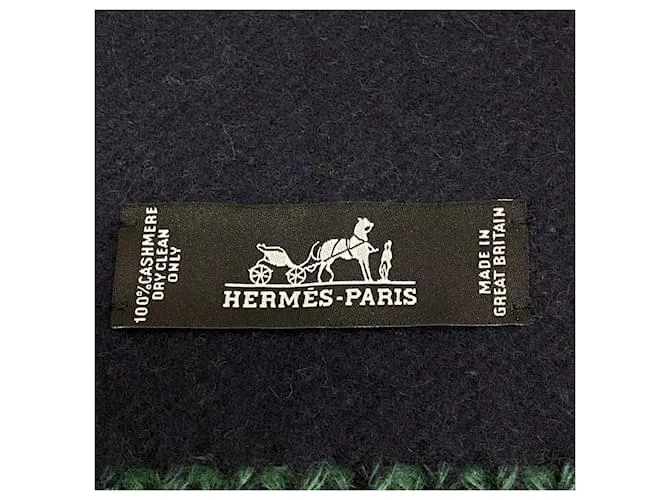 100%CASHMERE
DRY CLEAN
ONLY
HERMÈS-PARIS
MADE IN
GREAT BRITAIN